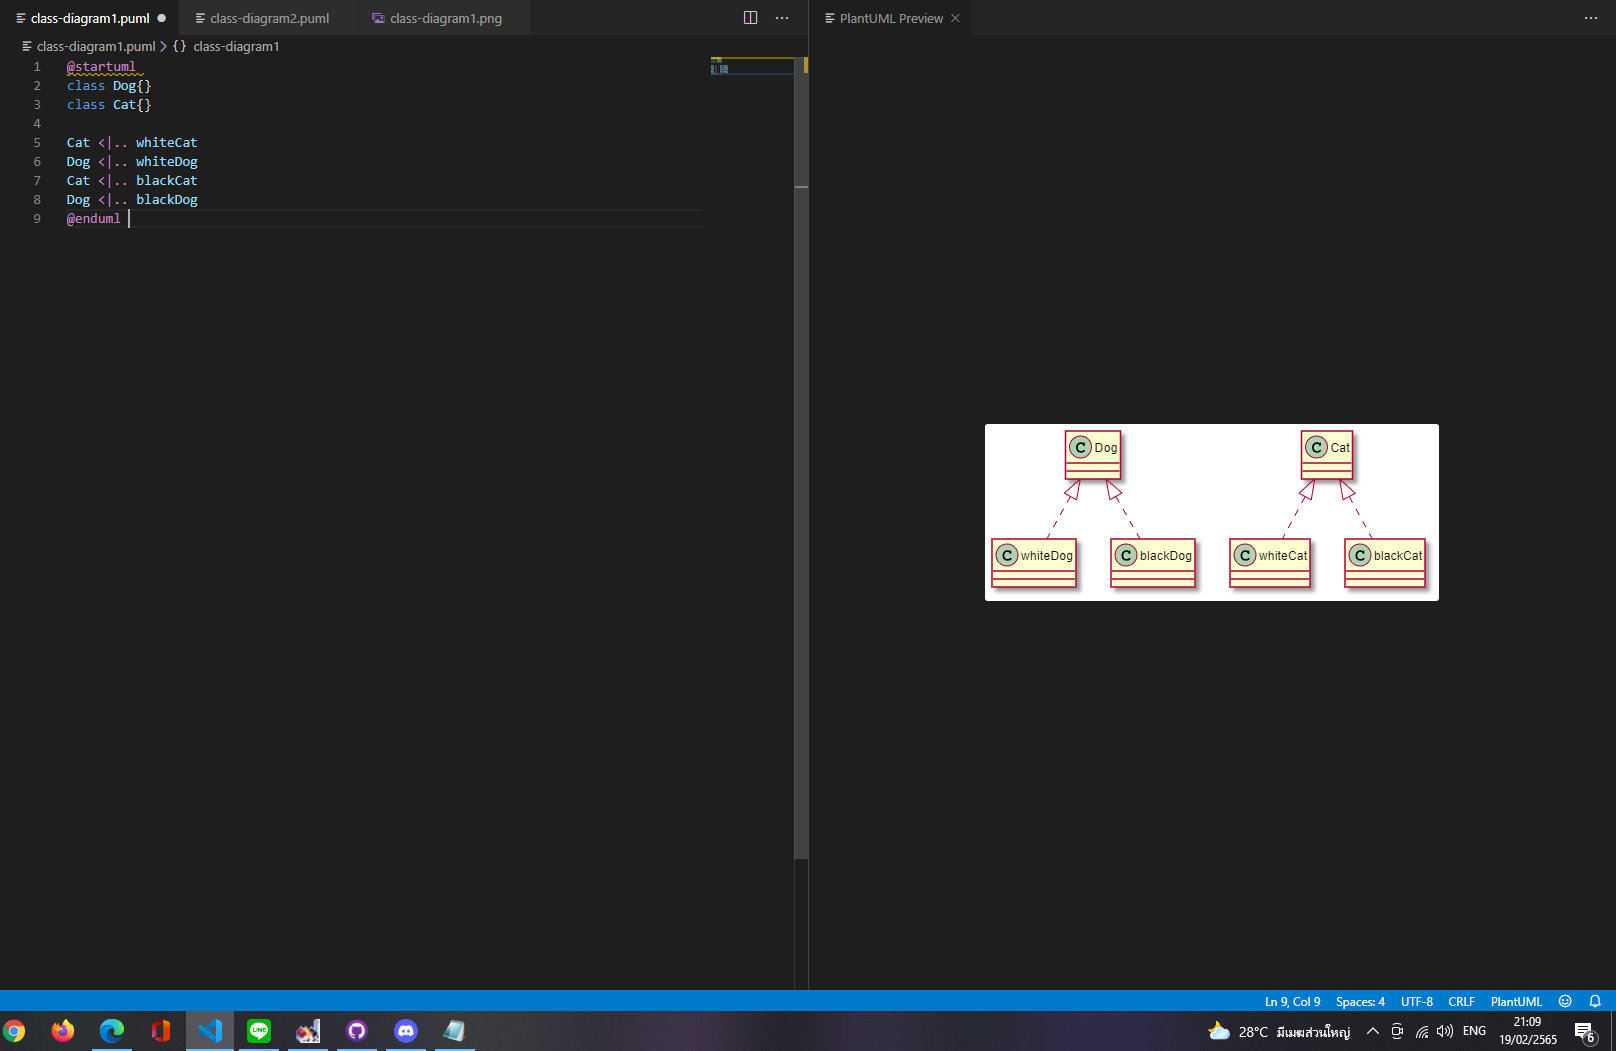 class-diagram1.puml
class-diagram2.puml
class-diagram1.png
PlantUML Preview
class-diagram1.puml > {} class-diagram1
1 @startuml
2 class Dog{}
3 class Cat{}
4
5 Cat <|.. whiteCat
6 Dog <|.. whiteDog
7 Cat <|.. blackCat
8 Dog <|.. blackDog
9 @enduml
C Dog
C Cat
C whiteDog
C blackDog
C whiteCat
C blackCat
Ln 9, Col 9 Spaces: 4 UTF-8 CRLF PlantUML
LINE
28°C มีเมฆส่วนใหญ่
ENG
21:09
19/02/2565
6